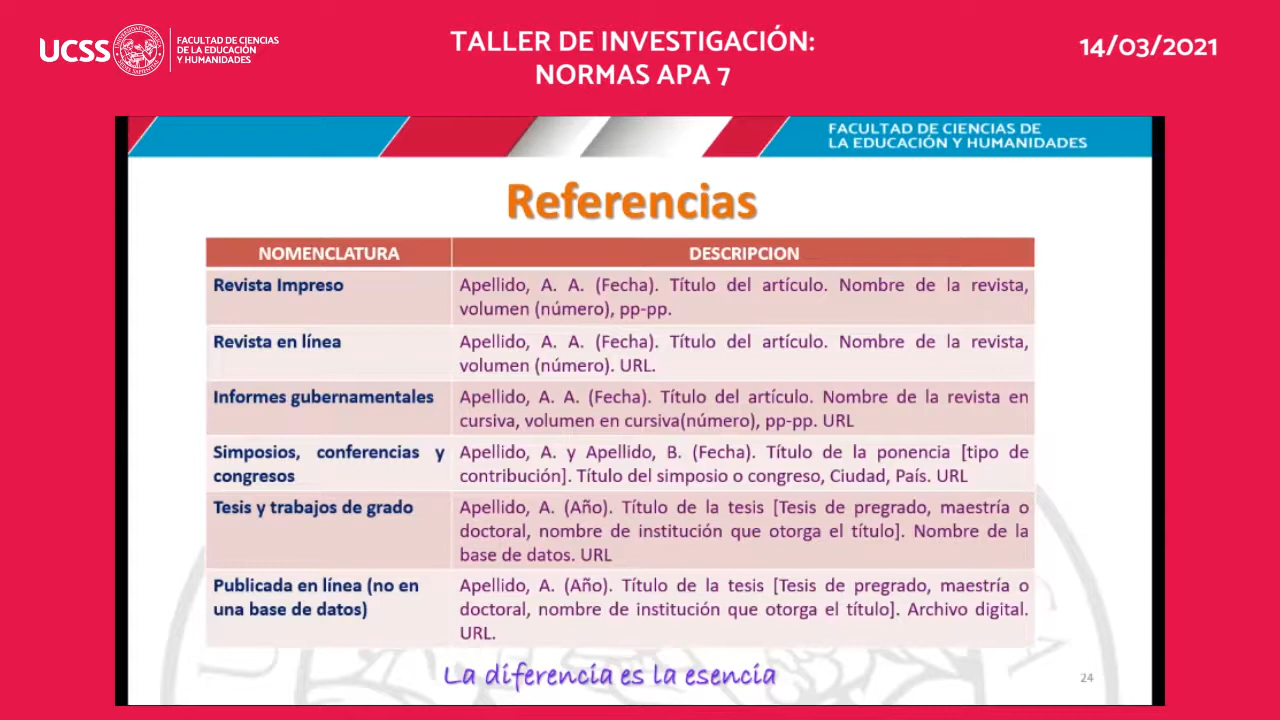 UCSS
FACULTAD DE CIENCIAS
DE LA EDUCACIÓN
Y HUMANIDADES
TALLER DE INVESTIGACIÓN:
NORMAS APA 7
14/03/2021
FACULTAD DE CIENCIAS DE
LA EDUCACIÓN Y HUMANIDADES
Referencias
NOMENCLATURA
DESCRIPCION
Revista Impreso
Apellido, A. A. (Fecha). Título del artículo. Nombre de la revista,
volumen (número), pp-pp.
Revista en línea
Apellido, A. A. (Fecha). Título del artículo. Nombre de la revista,
volumen (número). URL.
Informes gubernamentales
Apellido, A. A. (Fecha). Título del artículo. Nombre de la revista en
cursiva, volumen en cursiva(número), pp-pp. URL
Simposios, conferencias y
congresos
Apellido, A. y Apellido, B. (Fecha). Título de la ponencia [tipo de
contribución]. Título del simposio o congreso, Ciudad, País. URL
Tesis y trabajos de grado
Apellido, A. (Año). Título de la tesis [Tesis de pregrado, maestría o
doctoral, nombre de institución que otorga el título]. Nombre de la
base de datos. URL
Publicada en línea (no en
una base de datos)
Apellido, A. (Año). Título de la tesis [Tesis de pregrado, maestría o
doctoral, nombre de institución que otorga el título]. Archivo digital.
URL.
La diferencia es la esencia
24